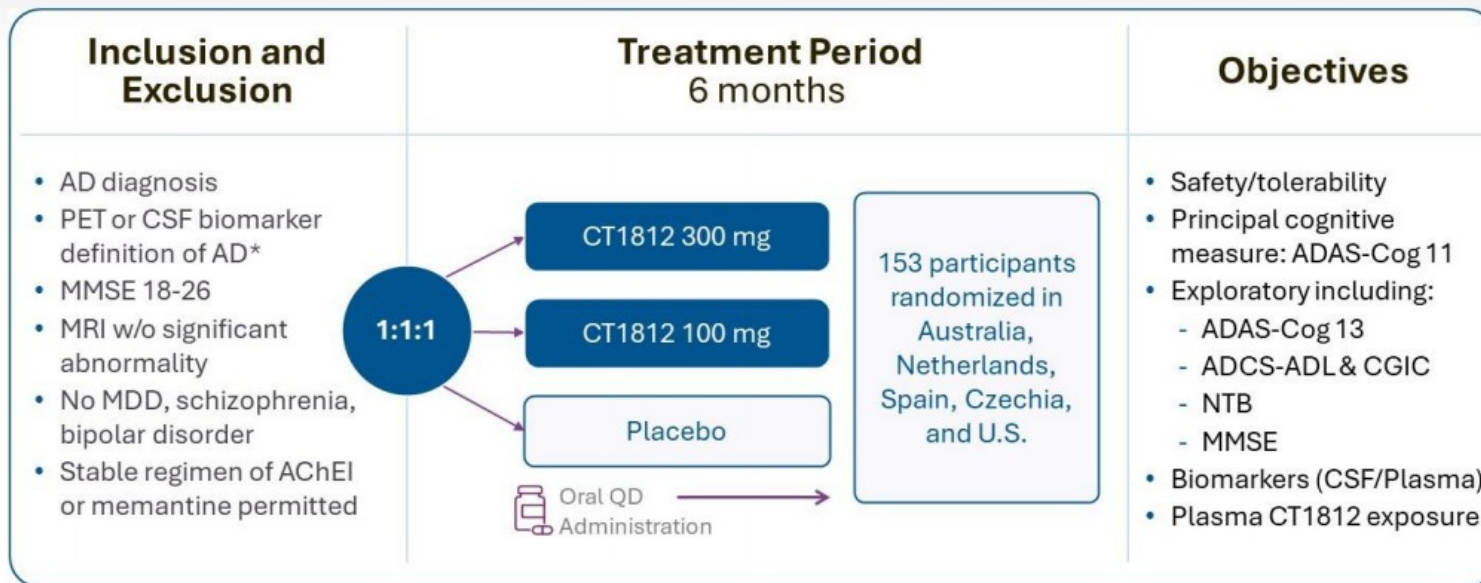 Inclusion and
Exclusion
Treatment Period
6 months
Objectives
• AD diagnosis
• PET or CSF biomarker
definition of AD*
• MMSE 18-26
• MRI w/o significant
abnormality
• No MDD, schizophrenia,
bipolar disorder
• Stable regimen of AChEI
or memantine permitted
1:1:1
CT1812 300 mg
CT1812 100 mg
Placebo
Oral QD
Administration
153 participants
randomized in
Australia,
Netherlands,
Spain, Czechia,
and U.S.
• Safety/tolerability
• Principal cognitive
measure: ADAS-Cog 11
• Exploratory including:
- ADAS-Cog 13
- ADCS-ADL & CGIC
- NTB
- MMSE
• Biomarkers (CSF/Plasma)
• Plasma CT1812 exposure